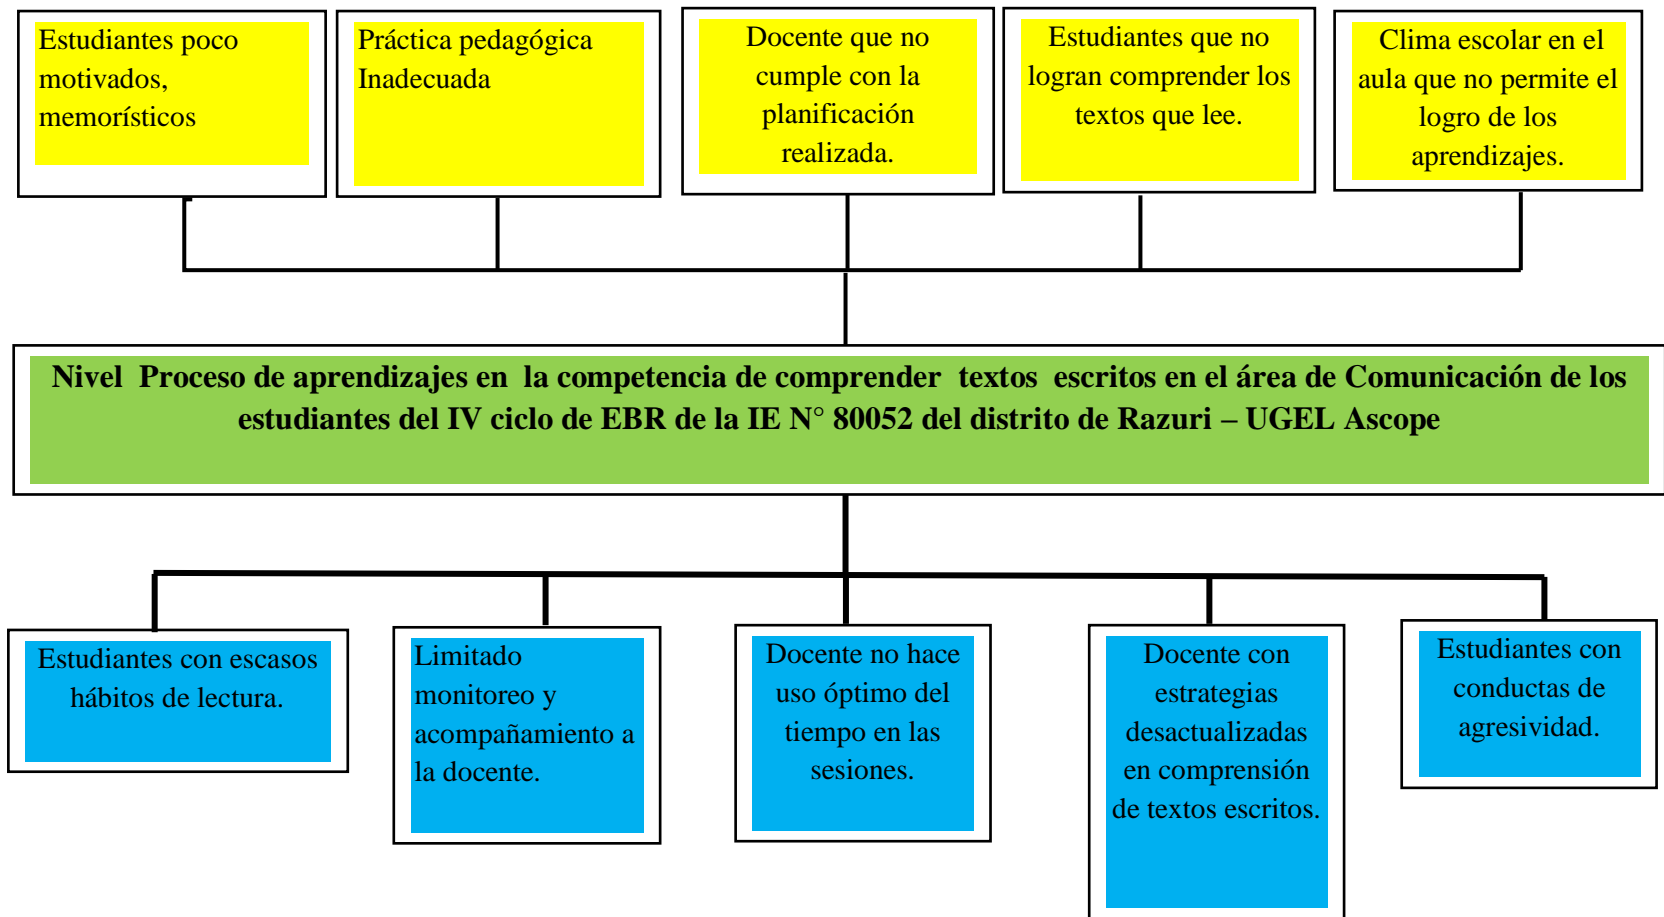 Estudiantes poco
motivados,
memorísticos
Práctica pedagógica
Inadecuada
Docente que no
cumple con la
planificación
realizada.
Estudiantes que no
logran comprender los
textos que lee.
Clima escolar en el
aula que no permite el
logro de los
aprendizajes.
Nivel Proceso de aprendizajes en la competencia de comprender textos escritos en el área de Comunicación de los
estudiantes del IV ciclo de EBR de la IE N° 80052 del distrito de Razuri – UGEL Ascope
Estudiantes con escasos
hábitos de lectura.
Limitado
monitoreo y
acompañamiento a
la docente.
Docente no hace
uso óptimo del
tiempo en las
sesiones.
Docente con
estrategias
desactualizadas
en comprensión
de textos escritos.
Estudiantes con
conductas de
agresividad.